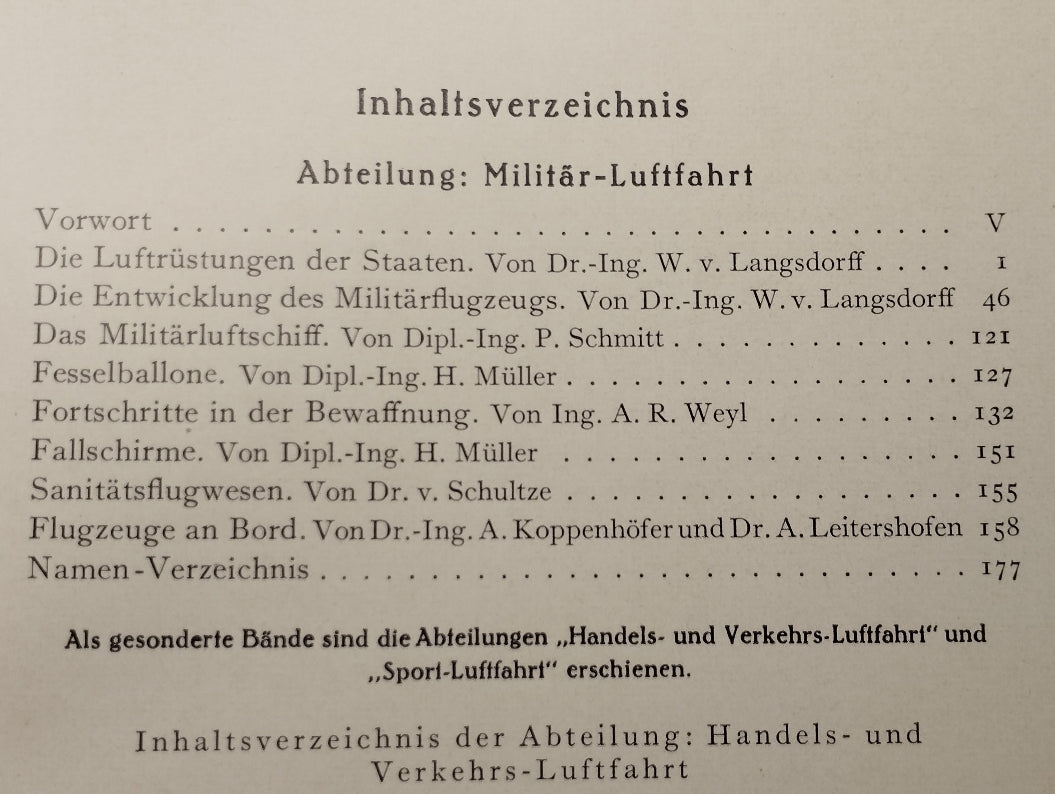 Inhaltsverzeichnis
Abteilung: Militär-Luftfahrt
Vorwort . . . . . . . . . . . . . . . . . . . . . . . . . . . . . . V
Die Luftrüstungen der Staaten. Von Dr.-Ing. W. v. Langsdorff . . . . 1
Die Entwicklung des Militärflugzeugs. Von Dr.-Ing. W. v. Langsdorff 46
Das Militärluftschiff. Von Dipl.-Ing. P. Schmitt . . . . . . . . . . . . . 121
Fesselballone. Von Dipl.-Ing. H. Müller . . . . . . . . . . . . . . . . . . 127
Fortschritte in der Bewaffnung. Von Ing. A. R. Weyl . . . . . . . . . 132
Fallschirme. Von Dipl.-Ing. H. Müller . . . . . . . . . . . . . . . . . . 151
Sanitätsflugwesen. Von Dr. v. Schultze . . . . . . . . . . . . . . . . . . 155
Flugzeuge an Bord. Von Dr.-Ing. A. Koppenhöfer und Dr. A. Leitershofen 158
Namen-Verzeichnis . . . . . . . . . . . . . . . . . . . . . . . . . 177
Als gesonderte Bände sind die Abteilungen „Handels- und Verkehrs-Luftfahrt“ und
„Sport-Luftfahrt“ erschienen.
Inhaltsverzeichnis der Abteilung: Handels- und
Verkehrs-Luftfahrt